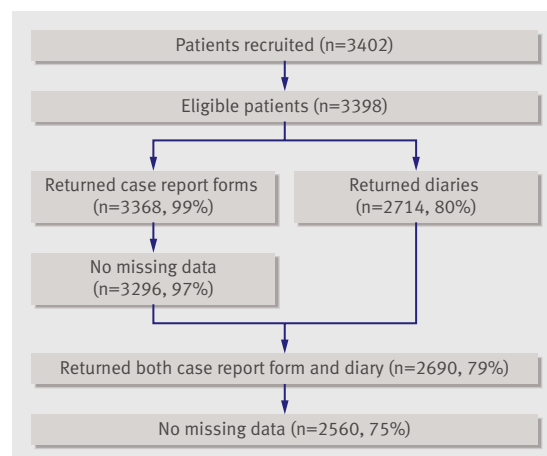 Patients recruited (n=3402)
Eligible patients (n=3398)
Returned case report forms
(n=3368, 99%)
Returned diaries
(n=2714, 80%)
No missing data
(n=3296, 97%)
Returned both case report form and diary (n=2690, 79%)
No missing data (n=2560, 75%)